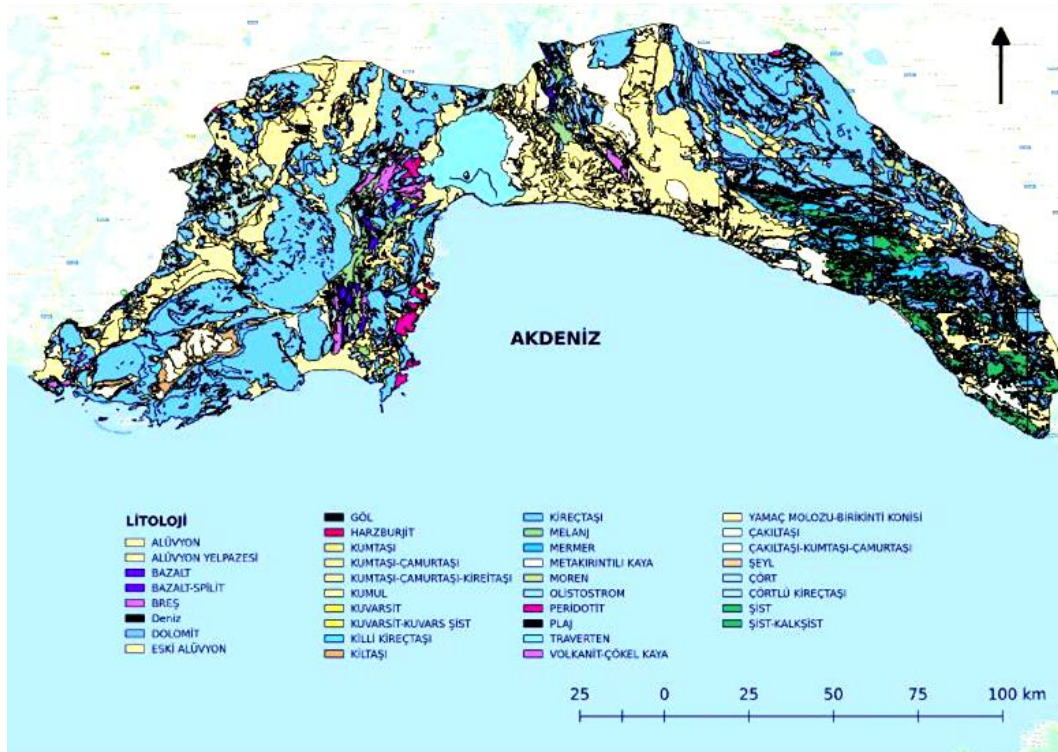 AKDENİZ
LİTOLOJİ
ALÜVYON
ALÜVYON YELPAZESİ
BAZALT
BAZALT-SPİLİT
BREŞ
Deniz
DOLOMİT
ESKİ ALÜVYON
GÖL
HARZBURJİT
KUMTAŞI
KUMTAŞI-ÇAMURTAŞI
KUMTAŞI-ÇAMURTAŞI-KİREİTAŞI
KUMUL
KUVARSIT
KUVARSİT-KUVARS ŞİST
KİLLİ KİREÇTAŞI
KİLTAŞI
KİREÇTAŞI
MELANJ
MERMER
METAKIRINTILI KAYA
MOREN
OLİSTOSTROM
PERİDOTİT
PLAJ
TRAVERTEN
VOLKANİT-ÇÖKEL KAYA
YAMAÇ MOLOZU-BİRİKİNTİ KONİSİ
ÇAKILTAŞI
ÇAKILTAŞI-KUMTAŞI-ÇAMURTAŞI
ŞEYL
ÇÖRT
ÇÖRTLÜ KİREÇTAŞI
ŞİST
ŞİST-KALKŞİST
25 0 25 50 75 100 km